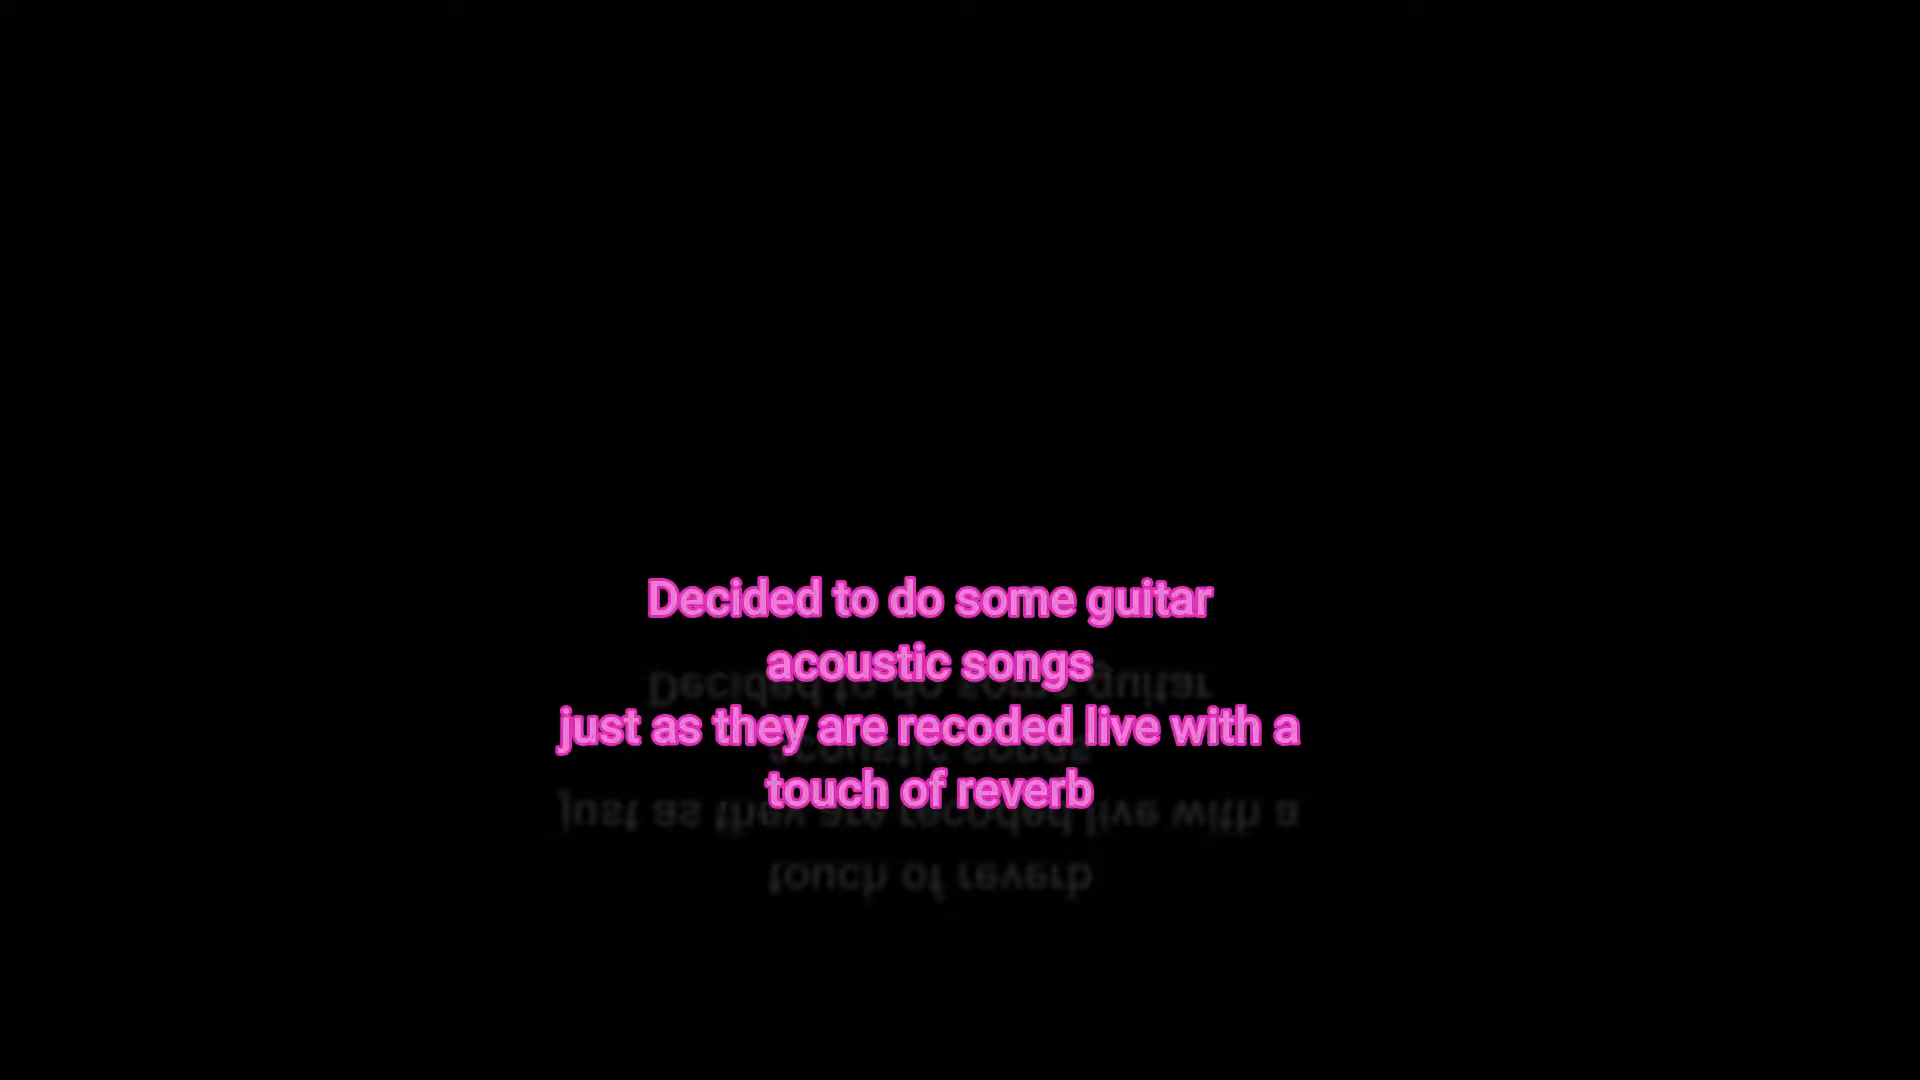 Decided to do some guitar
acoustic songs
just as they are recoded live with a
touch of reverb